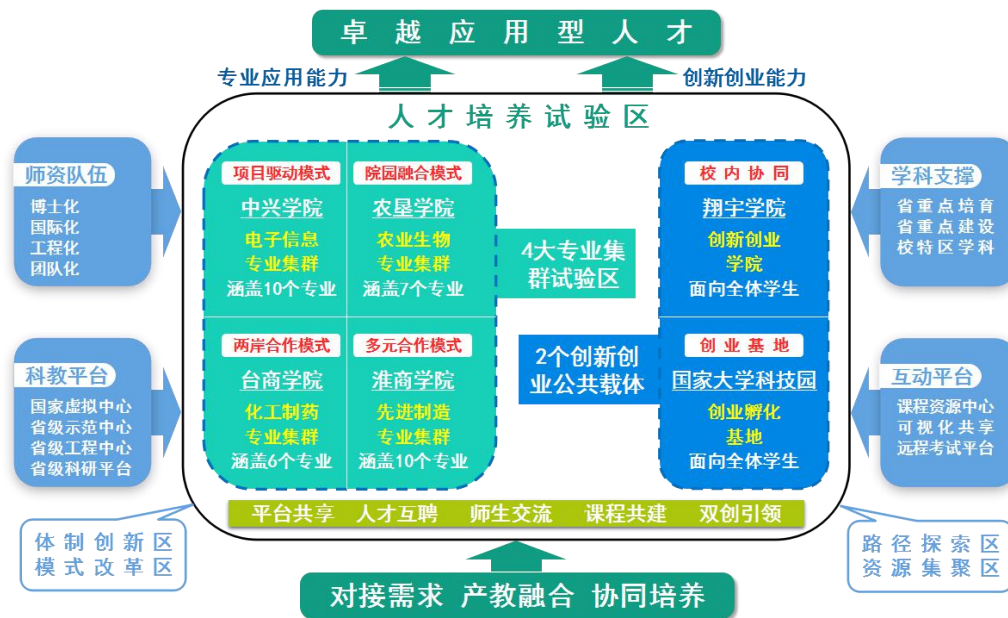 卓越应用型人才
专业应用能力
创新创业能力
人才培养试验区
师资队伍
博士化
国际化
工程化
团队化
科教平台
国家虚拟中心
省级示范中心
省级工程中心
省级科研平台
项目驱动模式
中兴学院
电子信息
专业集群
涵盖10个专业
院园融合模式
农垦学院
农业生物
专业集群
涵盖7个专业
两岸合作模式
台商学院
化工制药
专业集群
涵盖6个专业
多元合作模式
淮商学院
先进制造
专业集群
涵盖10个专业
4大专业集
群试验区
2个创新创
业公共载体
校内协同
翔宇学院
创新创业
学院
面向全体学生
创业基地
国家大学科技园
创业孵化
基地
面向全体学生
学科支撑
省重点培育
省重点建设
校特区学科
互动平台
课程资源中心
可视化共享
远程考试平台
平台共享 人才互聘 师生交流 课程共建 双创引领
体制创新区
模式改革区
路径探索区
资源集聚区
对接需求 产教融合 协同培养